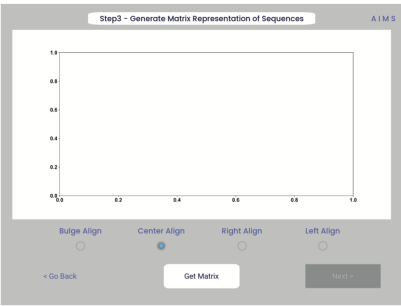 Step3 - Generate Matrix Representation of Sequences
AIMS
1.0
0.8
0.6
0.4
0.2
0.0
0.0 0.2 0.4 0.6 0.8 1.0
Bulge Align Center Align Right Align Left Align
< Go Back Get Matrix Next >